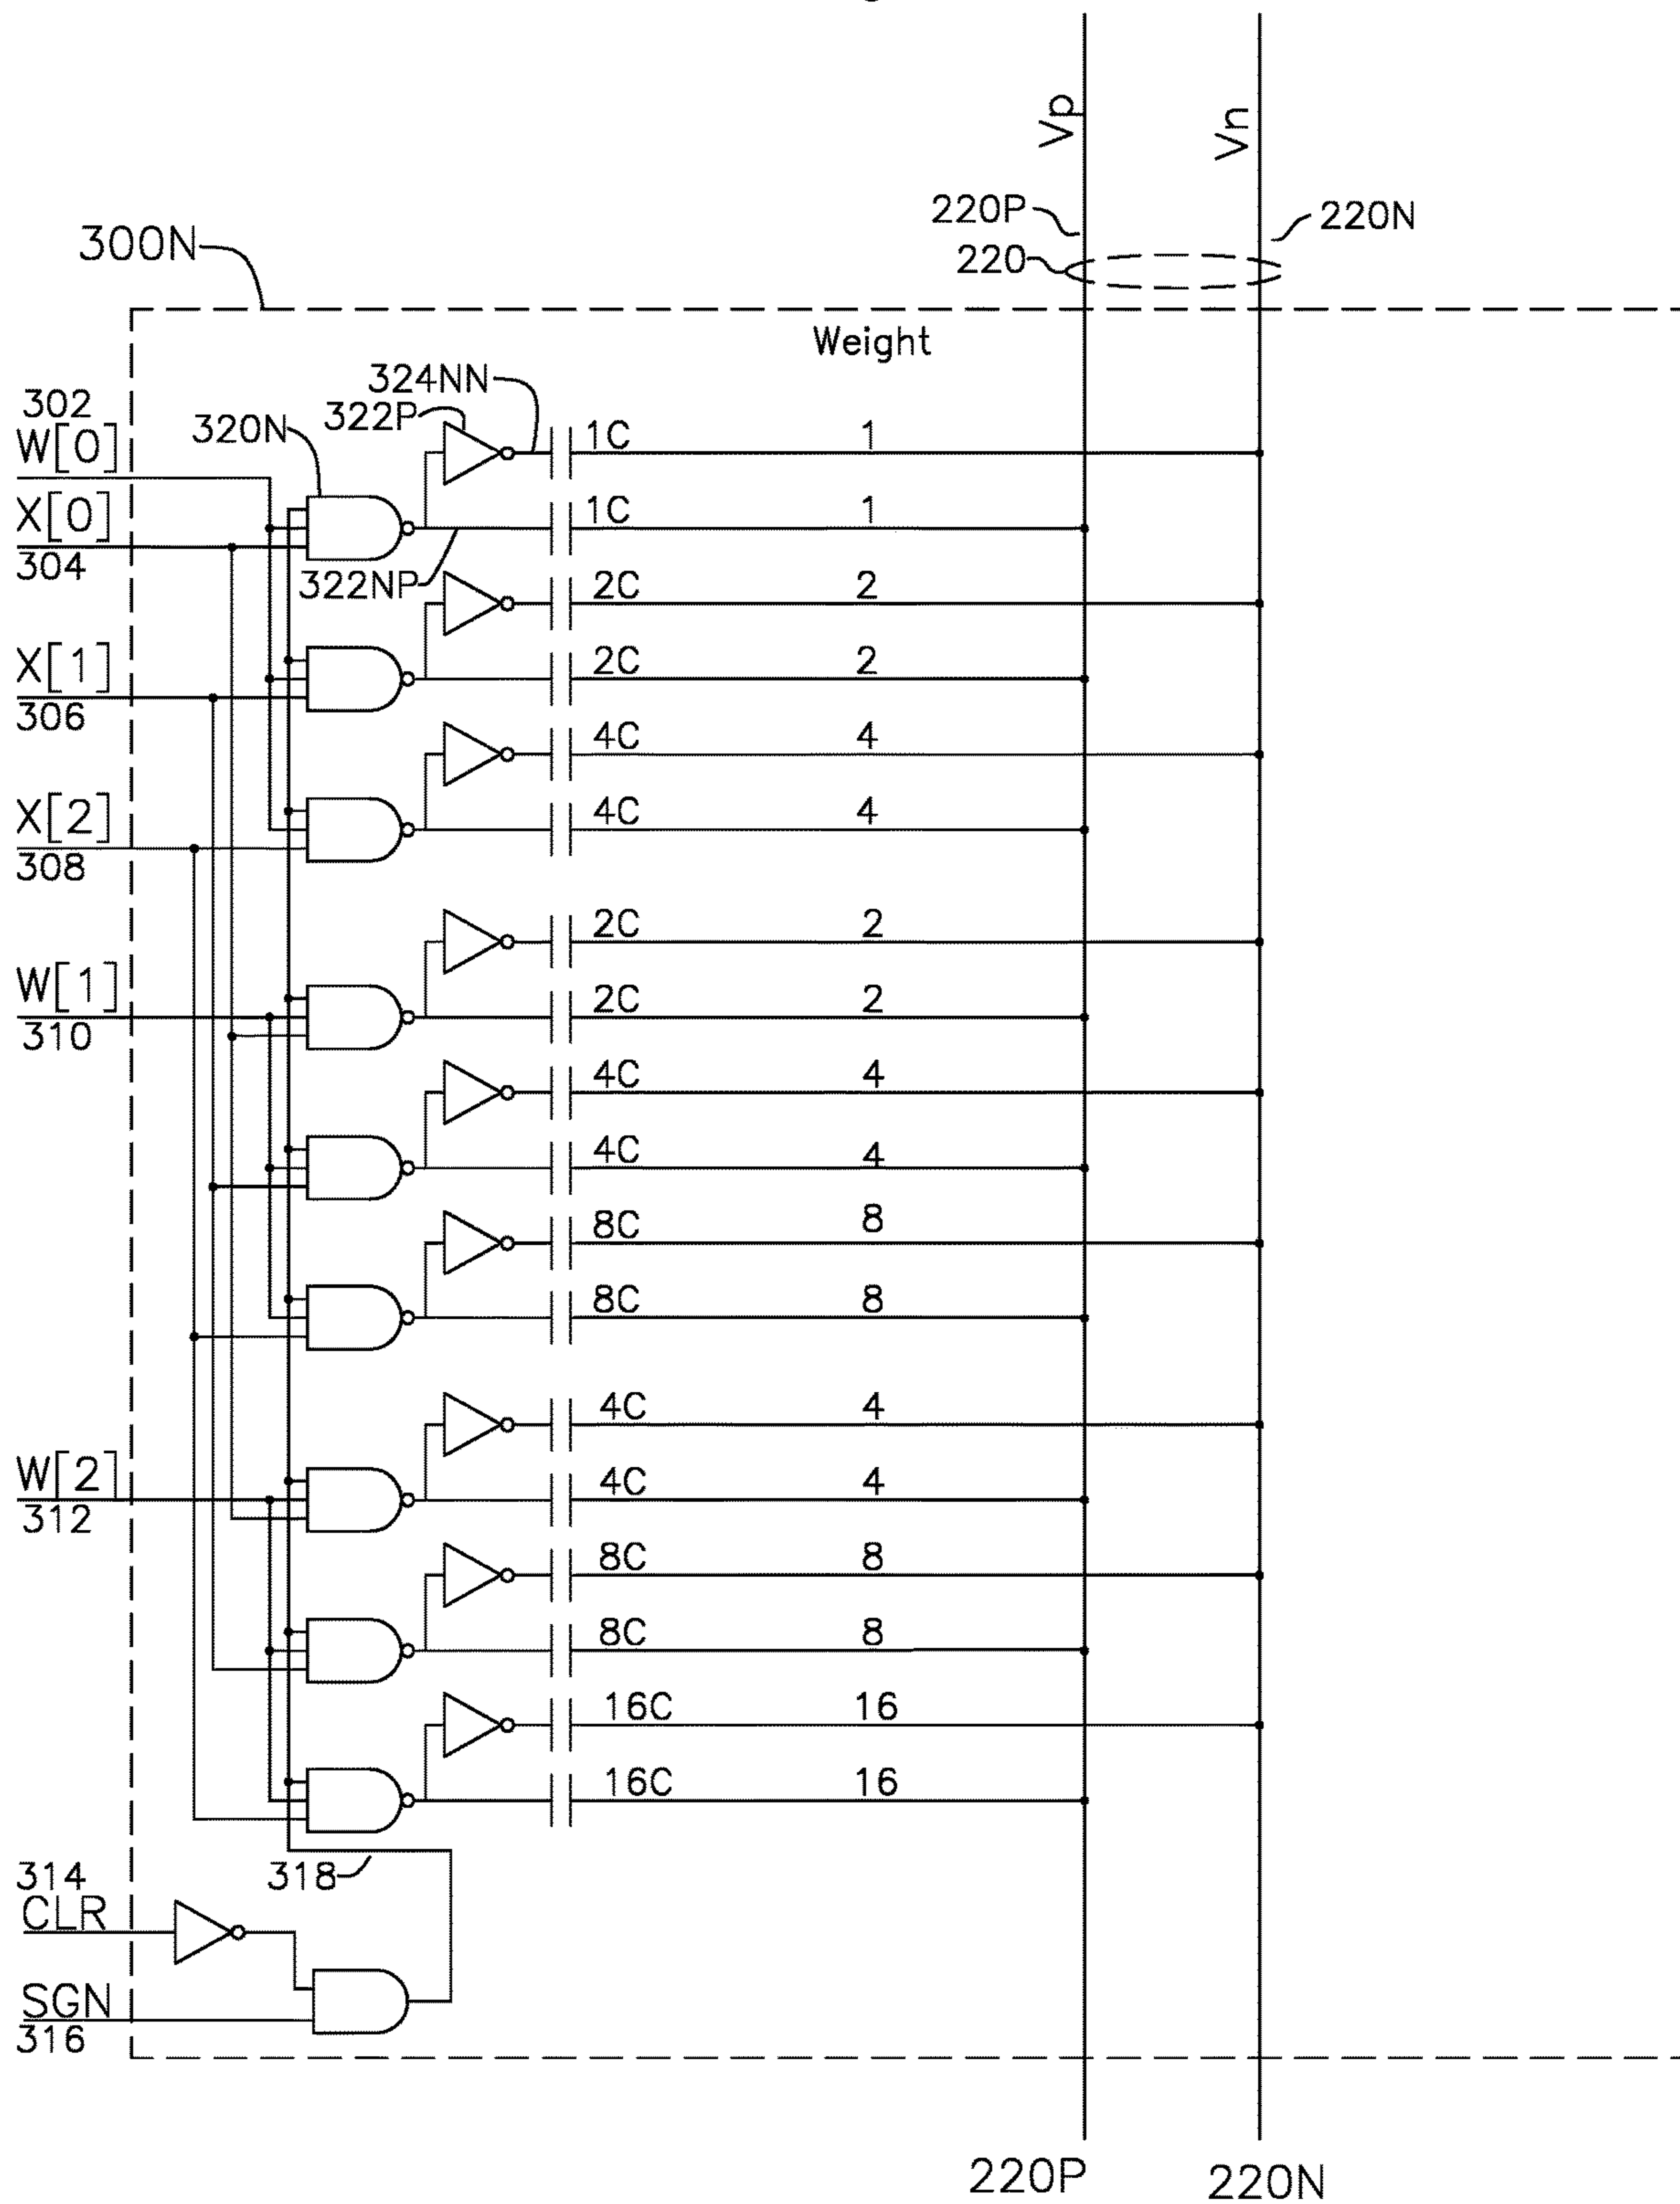 Vp
Vn
220P
220N
220
300N
Weight
324NN
302
322P
320N
1C 1
W[0]
X[0]
1C 1
304
322NP
2C 2
X[1]
2C 2
306
4C 4
X[2]
4C 4
308
2C 2
W[1]
2C 2
310
4C 4
4C 4
8C 8
8C 8
4C 4
W[2]
4C 4
312
8C 8
8C 8
16C 16
16C 16
314
318
CLR
SGN
316
220P
220N